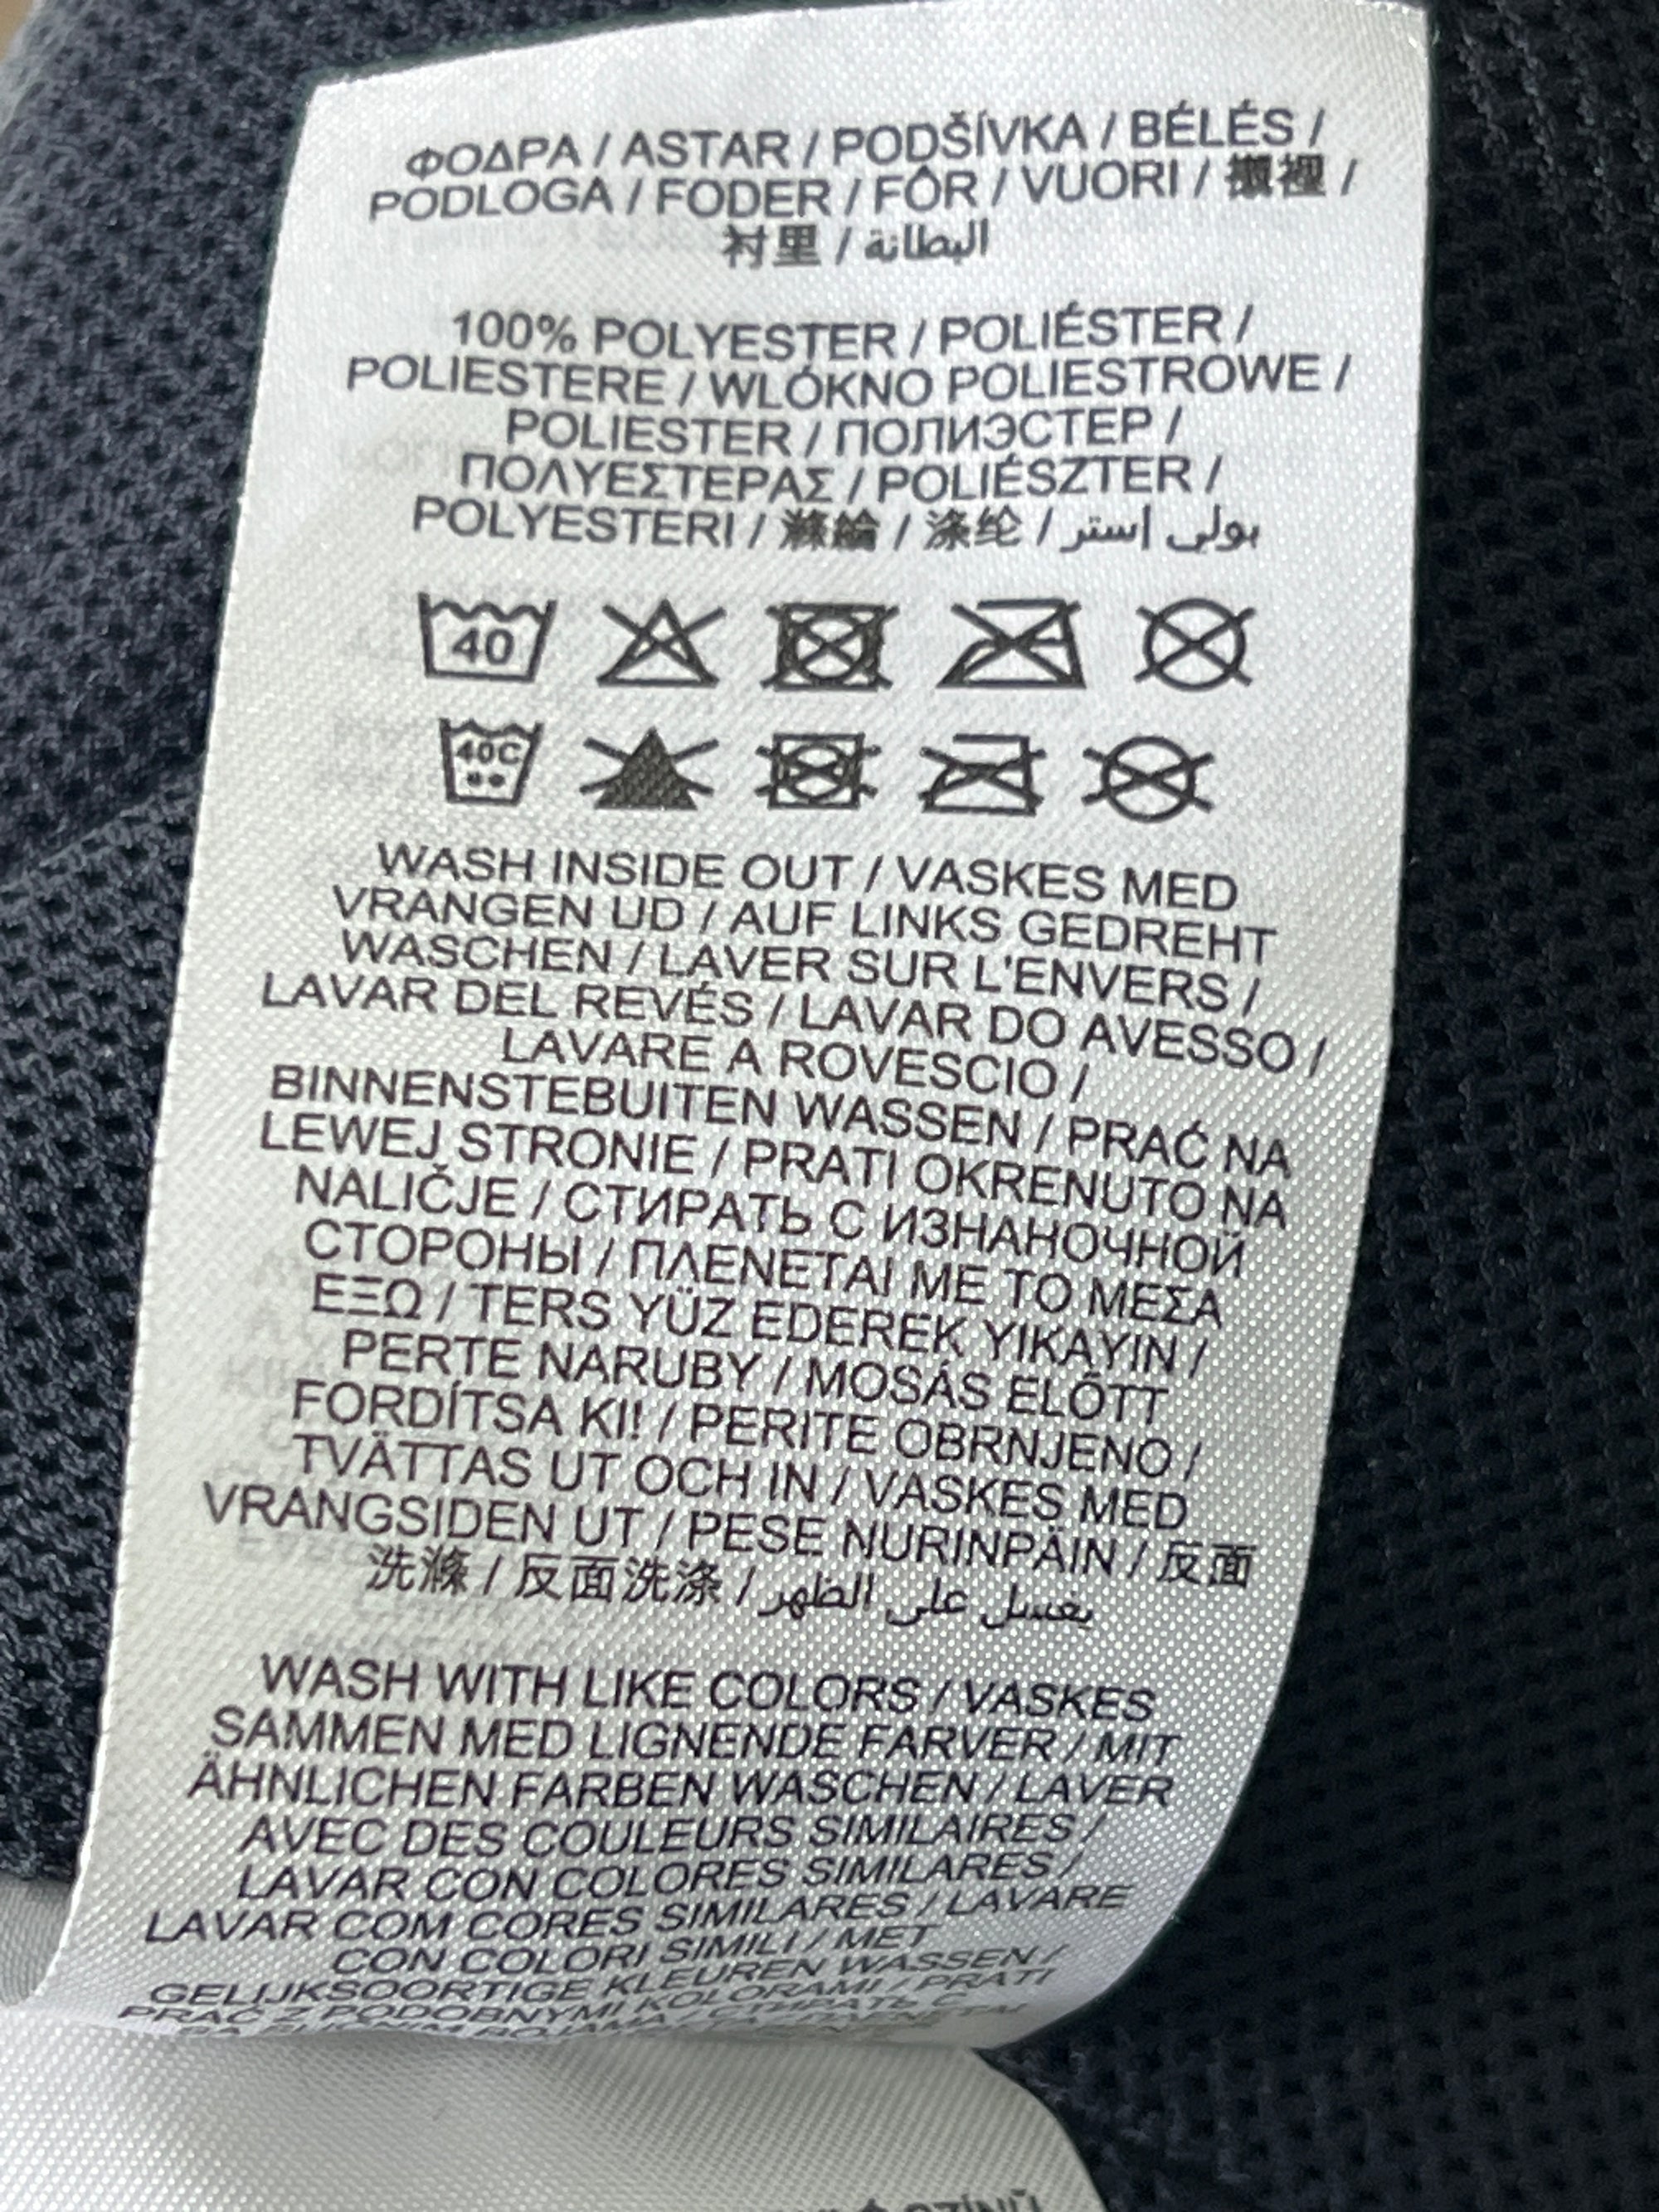 ΦΟΔΡΑ / ASTAR / PODŠÍVKA / BÉLÉS /
PODLOGA / FODER / FÔR / VUORI / 襯裡 /
衬里 / البطانة
100% POLYESTER / POLIÉSTER /
POLIESTERE / WLÓKNO POLIESTROWE /
POLIESTER / ПОЛИЭСТЕР /
ΠΟΛΥΕΣΤΕΡΑΣ / POLIÉSZTER /
POLYESTERI / 滌綸 / 涤纶 / بولي استر
40
40C
WASH INSIDE OUT / VASKES MED
VRANGEN UD / AUF LINKS GEDREHT
WASCHEN / LAVER SUR L'ENVERS /
LAVAR DEL REVÉS / LAVAR DO AVESSO /
LAVARE A ROVESCIO /
BINNENSTEBUITEN WASSEN / PRAĆ NA
LEWEJ STRONIE / PRATI OKRENUTO NA
NALIČJE / СТИРАТЬ С ИЗНАНОЧНОЙ
СТОРОНЫ / ΠΛΕΝΕΤΑΙ ΜΕ ΤΟ ΜΕΣΑ
ΕΞΩ / TERS YÜZ EDEREK YIKAYIN /
PERTE NARUBY / MOSÁS ELÕTT
FORDÍTSA KI! / PERITE OBRNJENO /
TVÄTTAS UT OCH IN / VASKES MED
VRANGSIDEN UT / PESE NURINPÄIN / 反面
洗滌 / 反面洗涤 / يغسل على الظهر
WASH WITH LIKE COLORS / VASKES
SAMMEN MED LIGNENDE FARVER / MIT
ÄHNLICHEN FARBEN WASCHEN / LAVER
AVEC DES COULEURS SIMILAIRES /
LAVAR CON COLORES SIMILARES /
LAVAR COM CORES SIMILARES / LAVARE
CON COLORI SIMILI / MET
GELIJKSOORTIGE KLEUREN WASSEN /
PRAĆ Z PODOBNYMI KOLORAMI / PRATI
СТИРАТЬ С